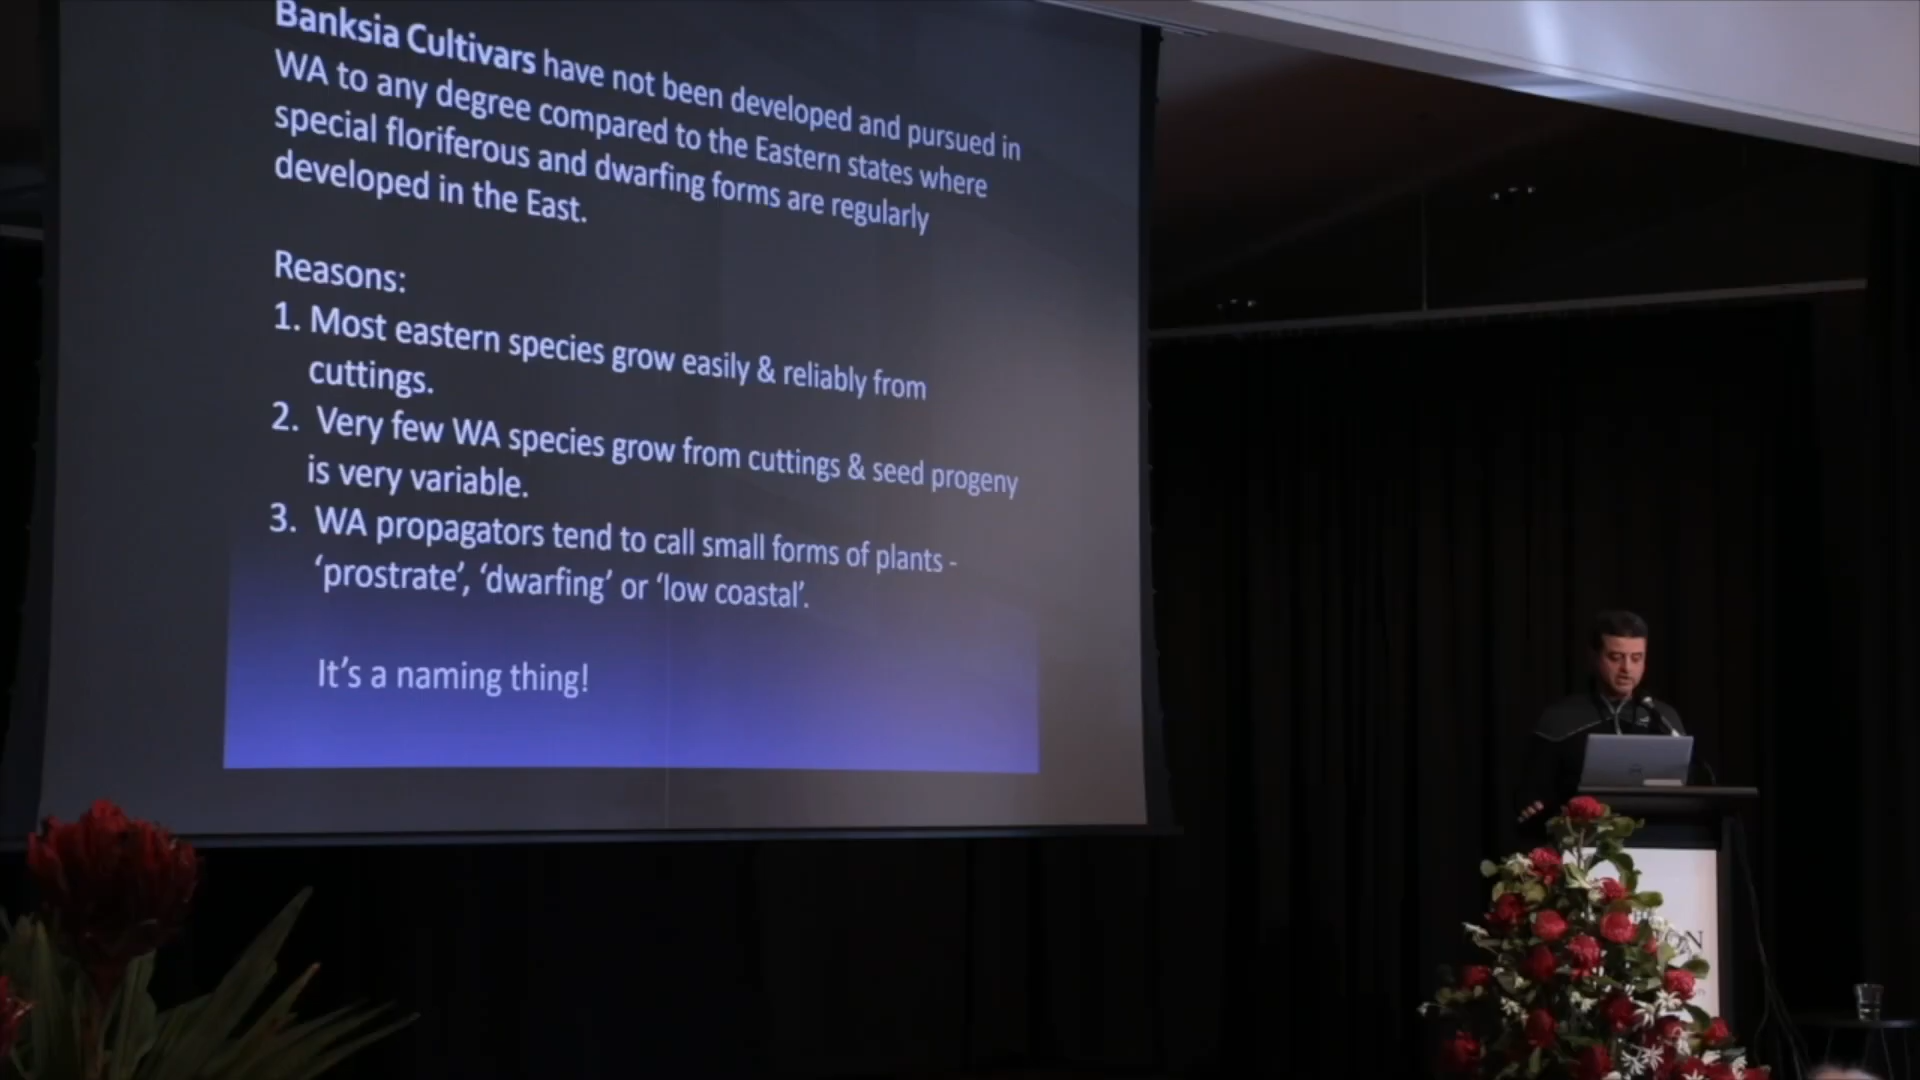 Banksia Cultivars have not been developed and pursued in
WA to any degree compared to the Eastern states where
special floriferous and dwarfing forms are regularly
developed in the East.
Reasons:
1. Most eastern species grow easily & reliably from
cuttings.
2. Very few WA species grow from cuttings & seed progeny
is very variable.
3. WA propagators tend to call small forms of plants -
‘prostrate’, ‘dwarfing’ or ‘low coastal’.
It’s a naming thing!